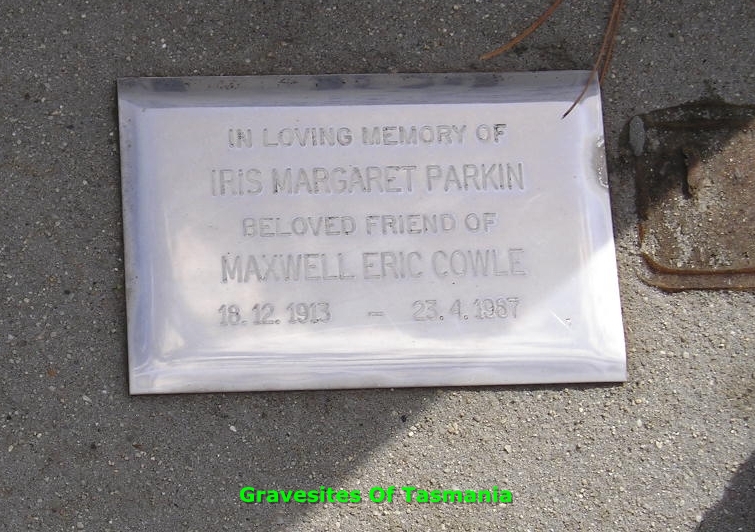 IN LOVING MEMORY OF
IRIS MARGARET PARKIN
BELOVED FRIEND OF
MAXWELL ERIC COWLE
18.12.1913 – 23.4.1987
Gravesites Of Tasmania